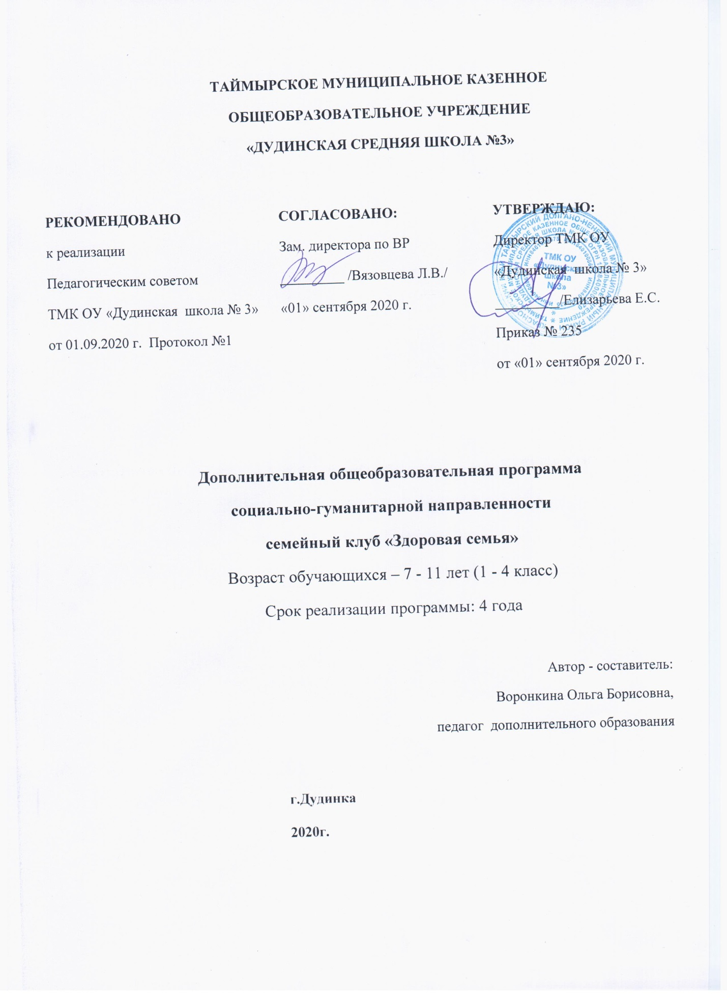 ТАЙМЫРСКОЕ МУНИЦИПАЛЬНОЕ КАЗЕННОЕ
ОБЩЕОБРАЗОВАТЕЛЬНОЕ УЧРЕЖДЕНИЕ
«ДУДИНСКАЯ СРЕДНЯЯ ШКОЛА №3»
РЕКОМЕНДОВАНО
к реализации
Педагогическим советом
ТМК ОУ «Дудинская школа № 3»
от 01.09.2020 г. Протокол №1
СОГЛАСОВАНО:
Зам. директора по ВР
_________ /Вязовцева Л.В./
«01» сентября 2020 г.
УТВЕРЖДАЮ:
Директор ТМК ОУ
«Дудинская школа № 3»
_________/Елизарьева Е.С.
Приказ № 235
от «01» сентября 2020 г.
ТМК ОУ
«Дудинская
школа
№3»
Дополнительная общеобразовательная программа
социально-гуманитарной направленности
семейный клуб «Здоровая семья»
Возраст обучающихся – 7 - 11 лет (1 - 4 класс)
Срок реализации программы: 4 года
Автор - составитель:
Воронкина Ольга Борисовна,
педагог дополнительного образования
г.Дудинка
2020г.